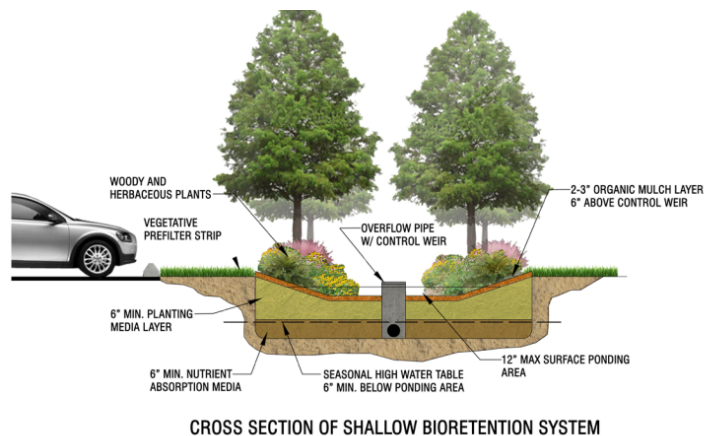 WOODY AND
HERBACEOUS PLANTS
2-3" ORGANIC MULCH LAYER
6" ABOVE CONTROL WEIR
VEGETATIVE
PREFILTER STRIP
OVERFLOW PIPE
W/ CONTROL WEIR
6" MIN. PLANTING
MEDIA LAYER
6" MIN. NUTRIENT
ABSORPTION MEDIA
SEASONAL HIGH WATER TABLE
6" MIN. BELOW PONDING AREA
12" MAX SURFACE PONDING
AREA
CROSS SECTION OF SHALLOW BIORETENTION SYSTEM